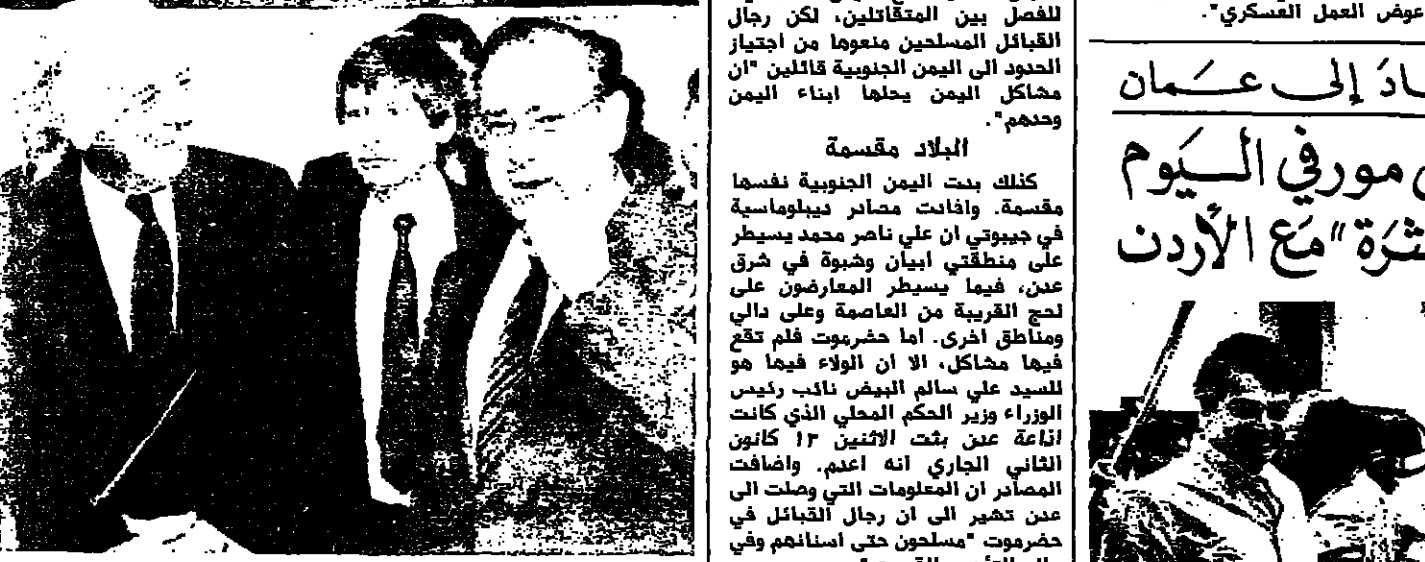 عوض العمل العسكري".
ـادَ إلى عـمان
مورفي السيَوم
ـثرَة" مَع الأردن
للفصل بين المتقاتلين، لكن رجال
القبائل المسلحين منعوها من اجتياز
الحدود الى اليمن الجنوبية قائلين "ان
مشاكل اليمن يحلها ابناء اليمن
وحدهم".
البلاد مقسمة
كذلك بدت اليمن الجنوبية نفسها
مقسمة. وافادت مصادر ديبلوماسية
في جيبوتي ان علي ناصر محمد يسيطر
على منطقتي ابيان وشبوة في شرق
عدن، فيما يسيطر المعارضون على
لحج القريبة من العاصمة وعلى دالي
ومناطق اخرى. اما حضرموت فلم تقع
فيها مشاكل، الا ان الولاء فيها هو
للسيد علي سالم البيض نائب رئيس
الوزراء وزير الحكم المحلي الذي كانت
اذاعة عدن بثت الاثنين ١٣ كانون
الثاني الجاري انه اعدم. واضافت
المصادر ان المعلومات التي وصلت الى
عدن تشير الى ان رجال القبائل في
حضرموت "مسلحون حتى اسنانهم وفي